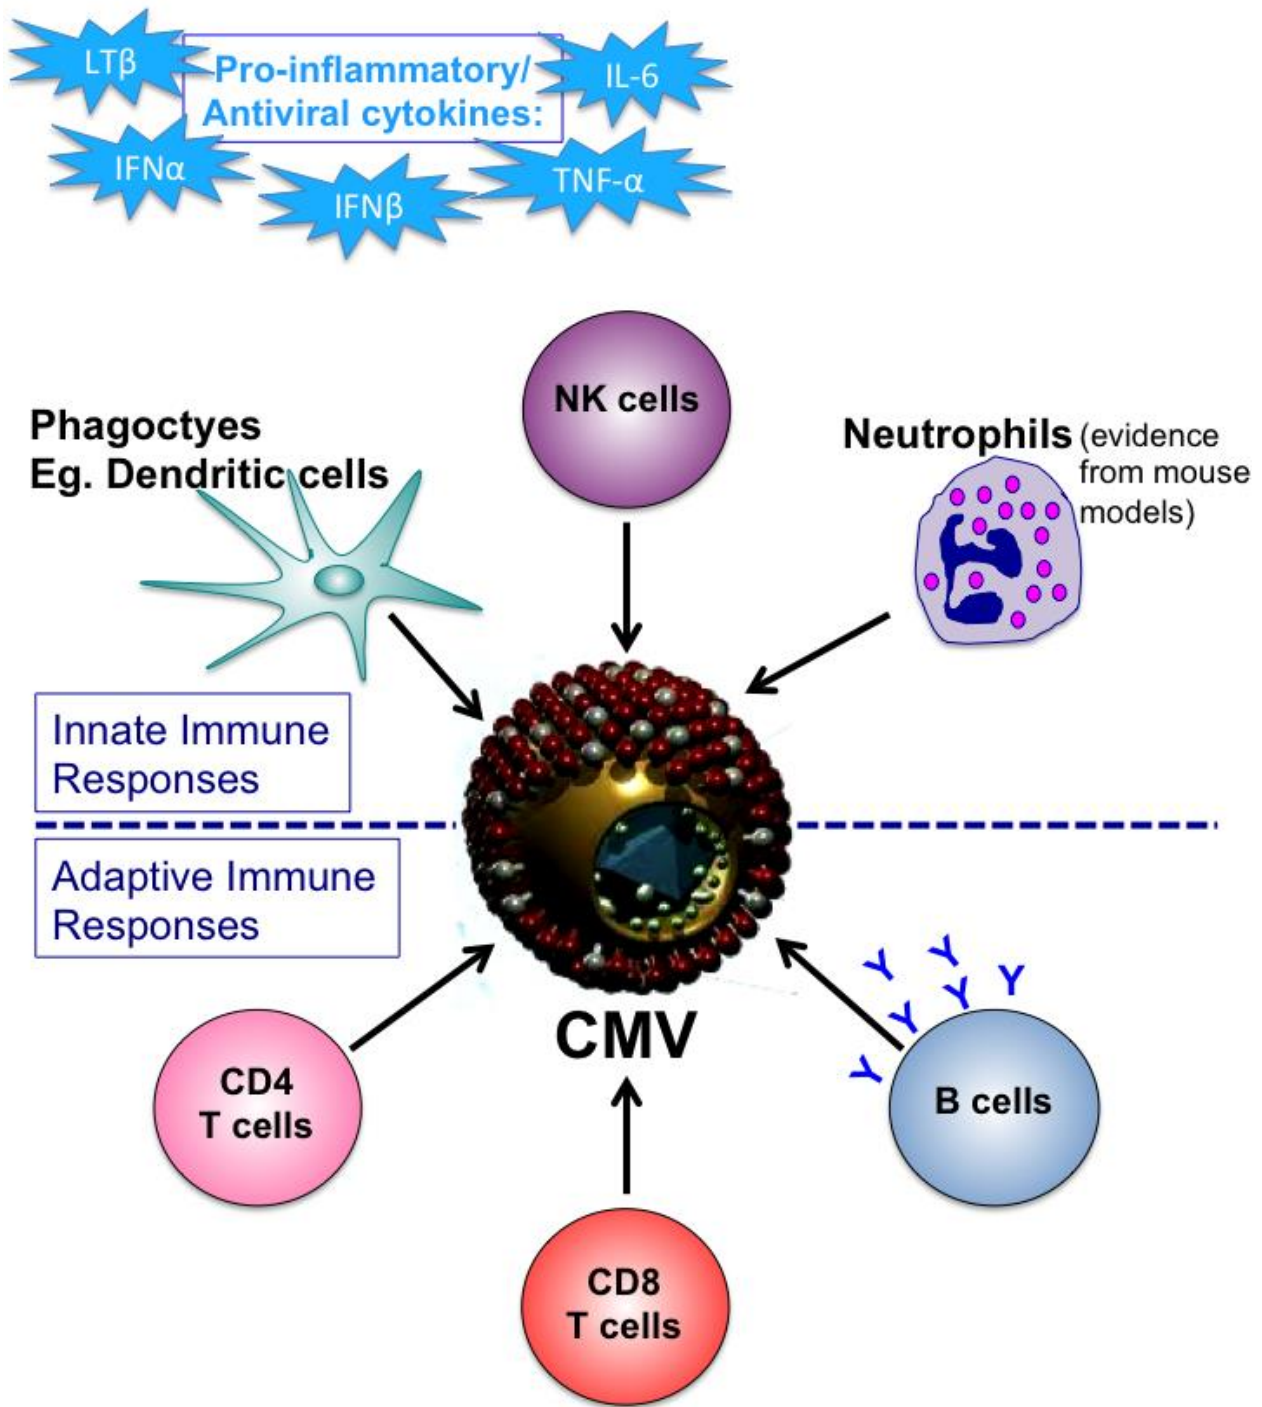 LTβ
Pro-inflammatory/
Antiviral cytokines:
IL-6
IFNα
IFNβ
TNF-α
NK cells
Phagoctyes
Eg. Dendritic cells
Neutrophils (evidence
from mouse
models)
Innate Immune
Responses
Adaptive Immune
Responses
CMV
CD4
T cells
B cells
CD8
T cells